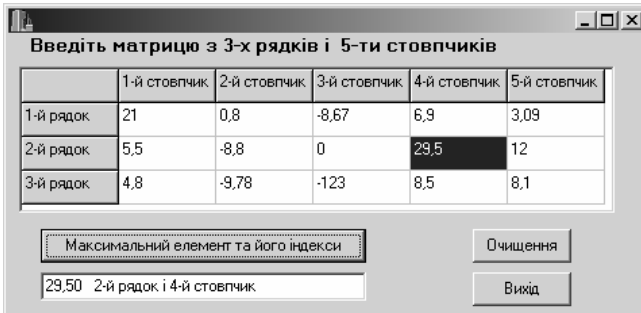 Введіть матрицю з 3-х рядків і 5-ти стовпчиків
1-й стовпчик 2-й стовпчик 3-й стовпчик 4-й стовпчик 5-й стовпчик
1-й рядок 21 0,8 -8,67 6,9 3,09
2-й рядок 5,5 -8,8 0 29,5 12
3-й рядок 4,8 -9,78 -123 8,5 8,1
Максимальний елемент та його індекси Очищення
29,50 2-й рядок і 4-й стовпчик Вихід